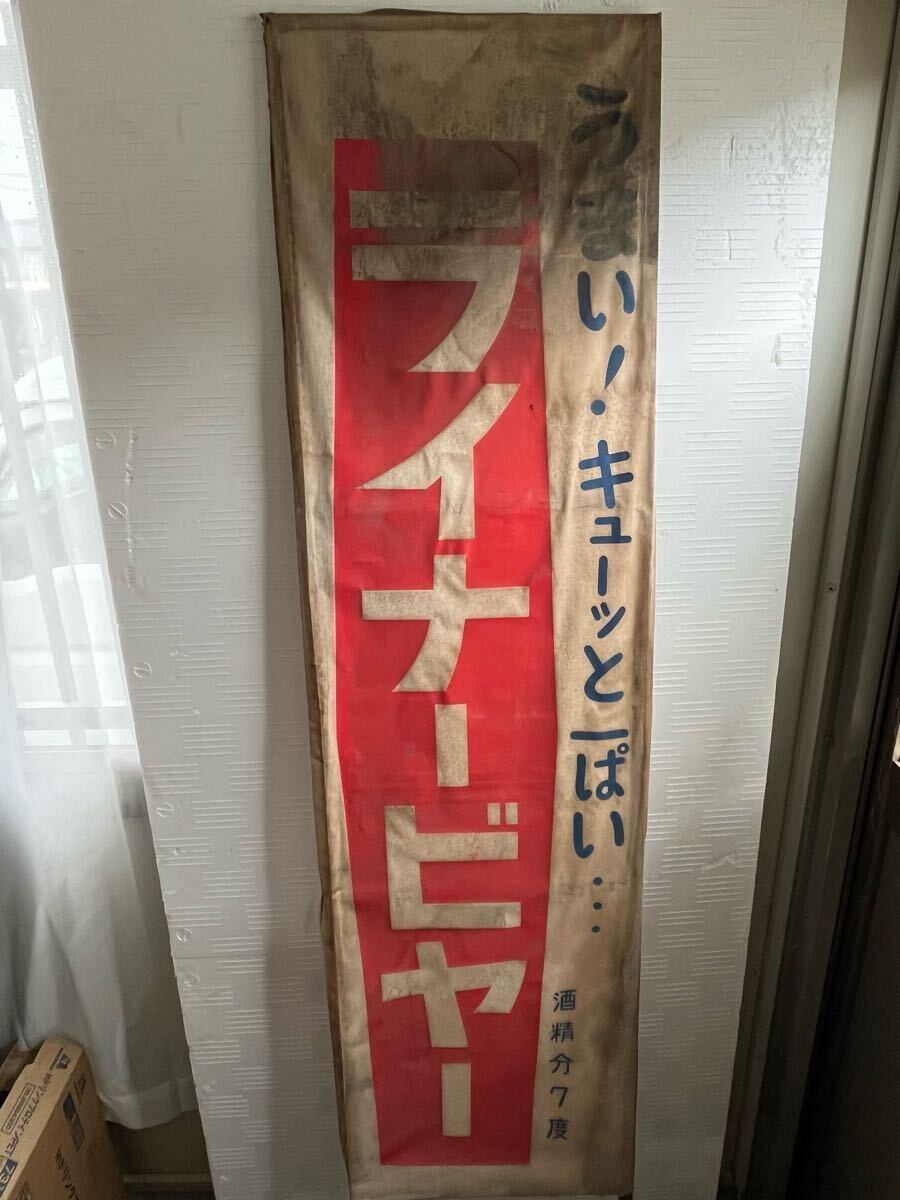 うまい！キューッと一ぱい…
ライナービヤー
酒精分7度